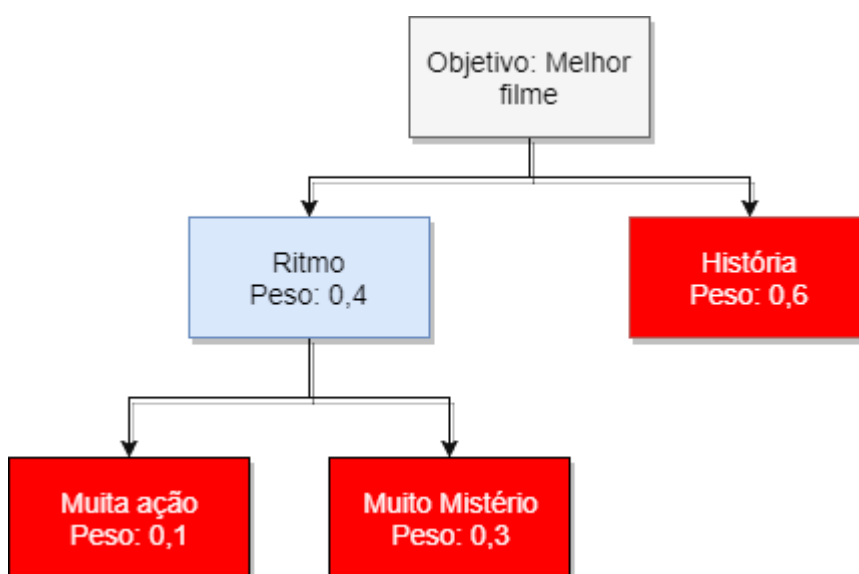 Objetivo: Melhor
filme
Ritmo
Peso: 0,4
História
Peso: 0,6
Muita ação
Peso: 0,1
Muito Mistério
Peso: 0,3